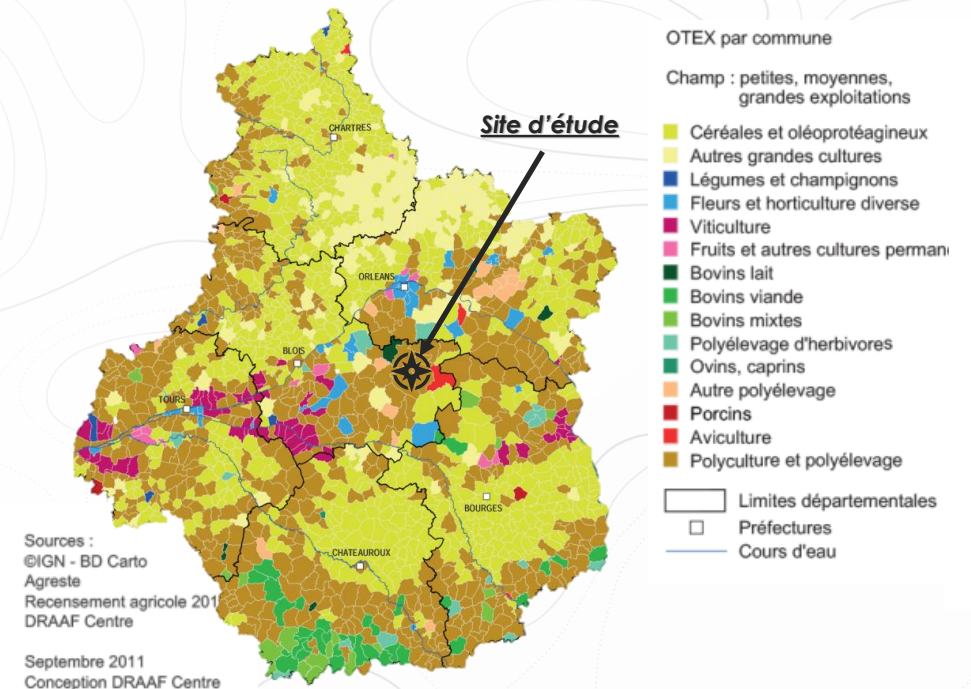 OTEX par commune
Champ : petites, moyennes,
grandes exploitations
Site d'étude
Céréales et oléoprotéagineux
Autres grandes cultures
Légumes et champignons
Fleurs et horticulture diverse
Viticulture
Fruits et autres cultures perman
Bovins lait
Bovins viande
Bovins mixtes
Polyélevage d'herbivores
Ovins, caprins
Autre polyélevage
Porcins
Aviculture
Polyculture et polyélevage
Limites départementales
Préfectures
Cours d'eau
CHARTRES
ORLEANS
BLOIS
TOURS
BOURGES
CHATEAUROUX
Sources :
©IGN - BD Carto
Agreste
Recensement agricole 201
DRAAF Centre
Septembre 2011
Conception DRAAF Centre